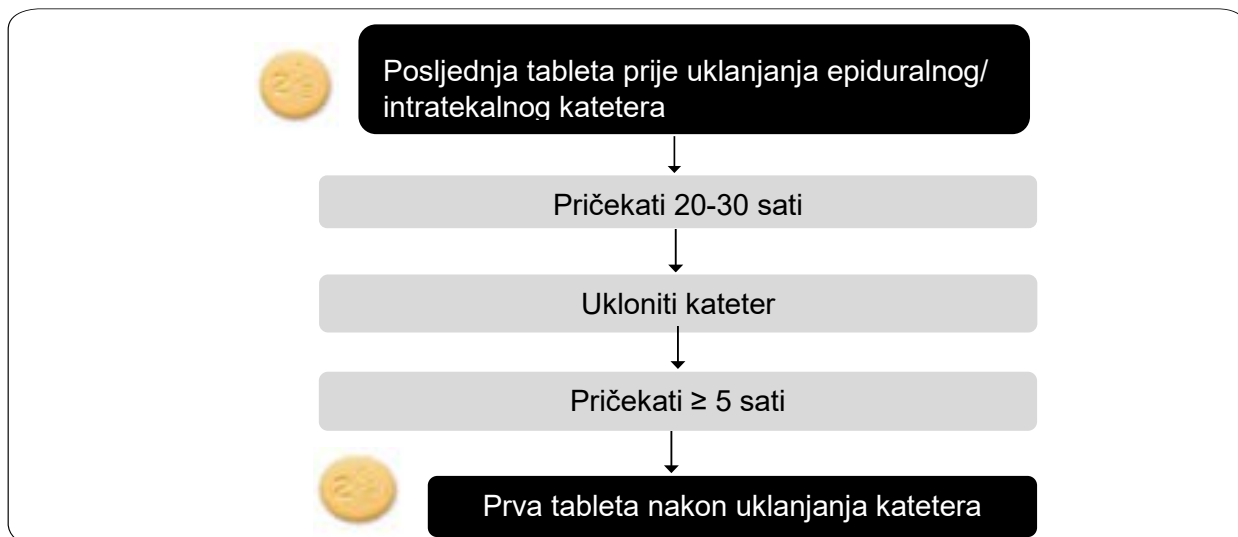 Posljednja tableta prije uklanjanja epiduralnog/
intratekalnog katetera
Pričekati 20-30 sati
Ukloniti kateter
Pričekati ≥ 5 sati
Prva tableta nakon uklanjanja katetera